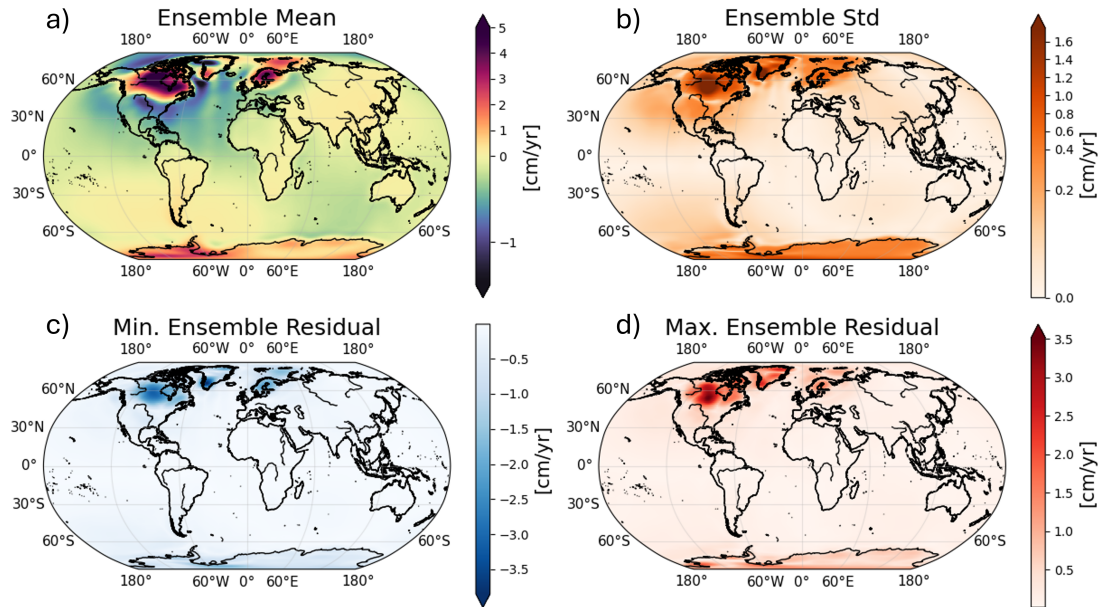 a) Ensemble Mean
180° 60°W 0° 60°E 180°
60°N
30°N
0°
30°S
60°S
60°S
180° 60°W 0° 60°E 180°
5
4
3
2
1
0
−1
[cm/yr]
b) Ensemble Std
180° 60°W 0° 60°E 180°
60°N
30°N
0°
30°S
60°S
60°S
180° 60°W 0° 60°E 180°
1.6
1.4
1.2
1.0
0.8
0.6
0.4
0.2
0.0
[cm/yr]
c) Min. Ensemble Residual
180° 60°W 0° 60°E 180°
60°N
30°N
0°
30°S
60°S
60°S
180° 60°W 0° 60°E 180°
−0.5
−1.0
−1.5
−2.0
−2.5
−3.0
−3.5
[cm/yr]
d) Max. Ensemble Residual
180° 60°W 0° 60°E 180°
60°N
30°N
0°
30°S
60°S
60°S
180° 60°W 0° 60°E 180°
3.5
3.0
2.5
2.0
1.5
1.0
0.5
[cm/yr]